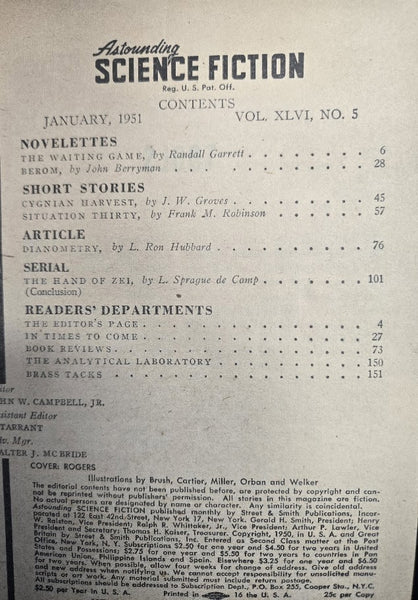 Astounding
SCIENCE FICTION
Reg. U. S. Pat. Off.
CONTENTS
JANUARY, 1951 VOL. XLVI, NO. 5
NOVELETTES
THE WAITING GAME, by Randall Garrett . . . . . . . . 6
BEROM, by John Berryman . . . . . . . . . . . 28
SHORT STORIES
CYGNIAN HARVEST, by J. W. Groves . . . . . . . . 45
SITUATION THIRTY, by Frank M. Robinson . . . . . . . 57
ARTICLE
DIANOMETRY, by L. Ron Hubbard . . . . . . . . . 76
SERIAL
THE HAND OF ZEI, by L. Sprague de Camp . . . . . . . 101
(Conclusion)
READERS' DEPARTMENTS
THE EDITOR'S PAGE . . . . . . . . . . . . . 4
IN TIMES TO COME . . . . . . . . . . . . . 27
BOOK REVIEWS . . . . . . . . . . . . . . 73
THE ANALYTICAL LABORATORY . . . . . . . . . . 150
BRASS TACKS . . . . . . . . . . . . . . 151
itor
HN W. CAMPBELL, JR.
sistant Editor
TARRANT
dv. Mgr.
ALTER J. MC BRIDE
COVER: ROGERS
Illustrations by Brush, Cartier, Miller, Orban and Welker
The editorial contents have not been published before, are protected by copyright and can-
not be reprinted without publishers' permission. All stories in this magazine are fiction.
No actual persons are designated by name or character. Any similarity is coincidental.
Astounding SCIENCE FICTION published monthly by Street & Smith Publications, Incor-
porated at 122 East 42nd Street, New York 17, New York. Gerald H. Smith, President; Henry
W. Ralston, Vice President; Ralph R. Whittaker, Jr., Vice President; Arthur P. Lawler, Vice
President and Secretary; Thomas H. Kaiser, Treasurer. Copyright, 1950, in U. S. A. and Great
Britain by Street & Smith Publications, Inc. Entered as Second Class matter at the Post
Office, New York, N. Y. Subscriptions $2.50 for one year and $4.50 for two years in United
States and Possessions; $2.75 for one year and $5.00 for two years in countries in Pan
American Union, Philippine Islands and Spain. Elsewhere $3.25 for one year and $6.50
for two years. When possible, allow four weeks for change of address. Give old address
and new address when notifying us. We cannot accept responsibility for unsolicited manu-
scripts or art work. Any material submitted must include return postage.
All subscriptions should be addressed to Subscription Dept., P.O. Box 255, Cooper Sta., N.Y.C.
$2.50 per Year in U. S. A. Printed in the U. S. A. 25c per Copy